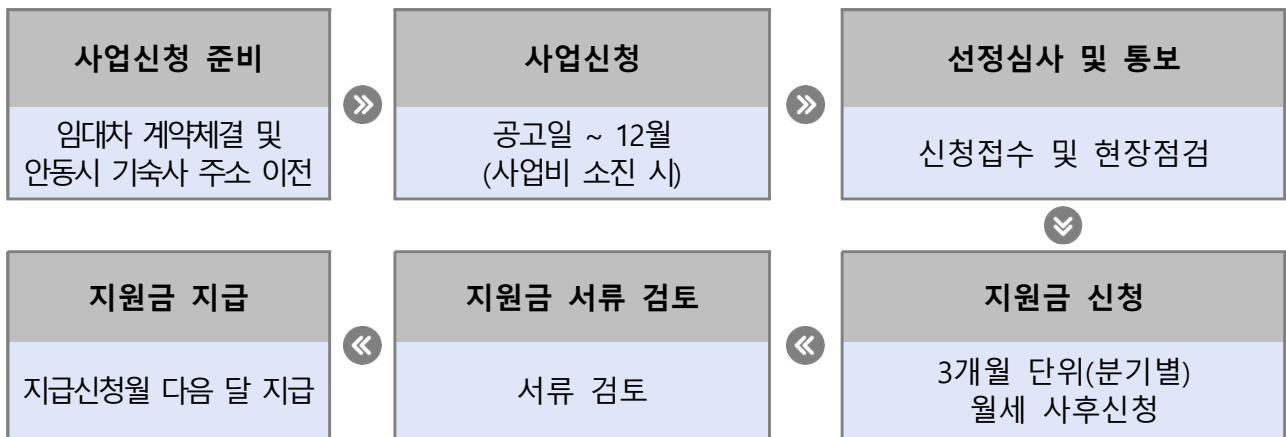 사업신청 준비
임대차 계약체결 및
안동시 기숙사 주소 이전
사업신청
공고일 ~ 12월
(사업비 소진 시)
선정심사 및 통보
신청접수 및 현장점검
지원금 신청
3개월 단위(분기별)
월세 사후신청
지원금 서류 검토
서류 검토
지원금 지급
지급신청월 다음 달 지급